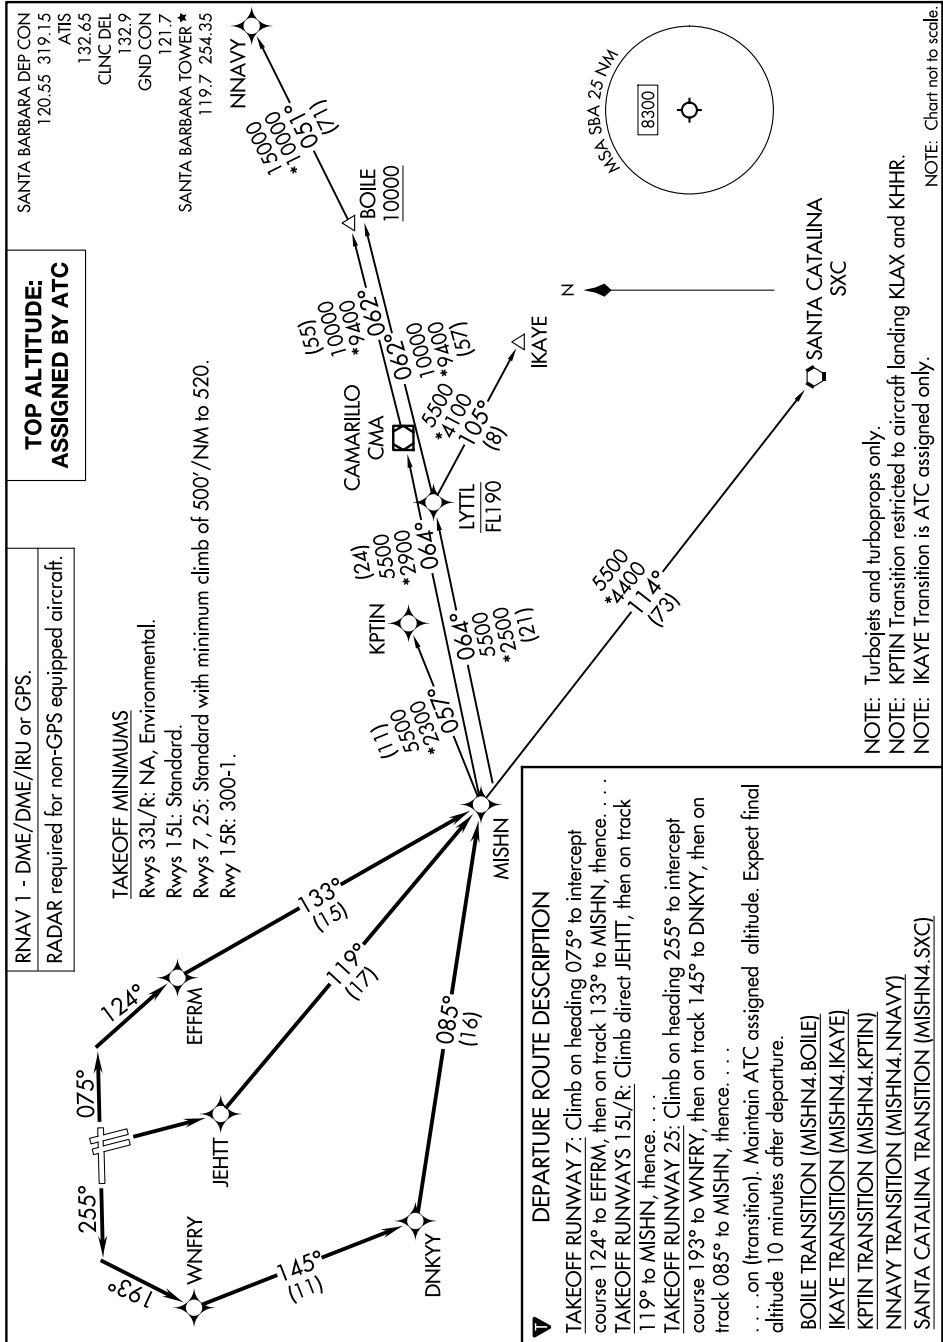 RNAV 1 - DME/DME/IRU or GPS.
RADAR required for non-GPS equipped aircraft.
TOP ALTITUDE:
ASSIGNED BY ATC
SANTA BARBARA DEP CON
120.55 319.15
ATIS
132.65
CLNC DEL
132.9
GND CON
121.7
SANTA BARBARA TOWER★
119.7 254.35
TAKEOFF MINIMUMS
Rwys 33L/R: NA, Environmental.
Rwys 15L: Standard.
Rwys 7, 25: Standard with minimum climb of 500'/NM to 520.
Rwy 15R: 300-1.
255°
075°
124°
193°
WNFRY
EFFRM
JEHTT
145°
(11)
DNKYY
133°
(15)
119°
(17)
085°
(16)
MISHN
(11)
5500
*2300
057°
KPTIN
(24)
5500
*2900
064°
064°
5500
*2500
(21)
CAMARILLO
CMA
LYTTL
FL190
(55)
10000
*9400
062°
062°
10000
*9400
(57)
5500
*4100
105°
(8)
IKAYE
BOILE
10000
15000
*10000
051°
(71)
NNAVY
5500
*4400
114°
(73)
SANTA CATALINA
SXC
N
MSA SBA 25 NM
8300
NOTE: Turbojets and turboprops only.
NOTE: KPTIN Transition restricted to aircraft landing KLAX and KHHR.
NOTE: IKAYE Transition is ATC assigned only.
NOTE: Chart not to scale.
T
DEPARTURE ROUTE DESCRIPTION
TAKEOFF RUNWAY 7: Climb on heading 075° to intercept
course 124° to EFFRM, then on track 133° to MISHN, thence. . . .
TAKEOFF RUNWAYS 15L/R: Climb direct JEHTT, then on track
119° to MISHN, thence. . . .
TAKEOFF RUNWAY 25: Climb on heading 255° to intercept
course 193° to WNFRY, then on track 145° to DNKYY, then on
track 085° to MISHN, thence. . . .
. . . .on (transition). Maintain ATC assigned altitude. Expect final
altitude 10 minutes after departure.
BOILE TRANSITION (MISHN4.BOILE)
IKAYE TRANSITION (MISHN4.IKAYE)
KPTIN TRANSITION (MISHN4.KPTIN)
NNAVY TRANSITION (MISHN4.NNAVY)
SANTA CATALINA TRANSITION (MISHN4.SXC)